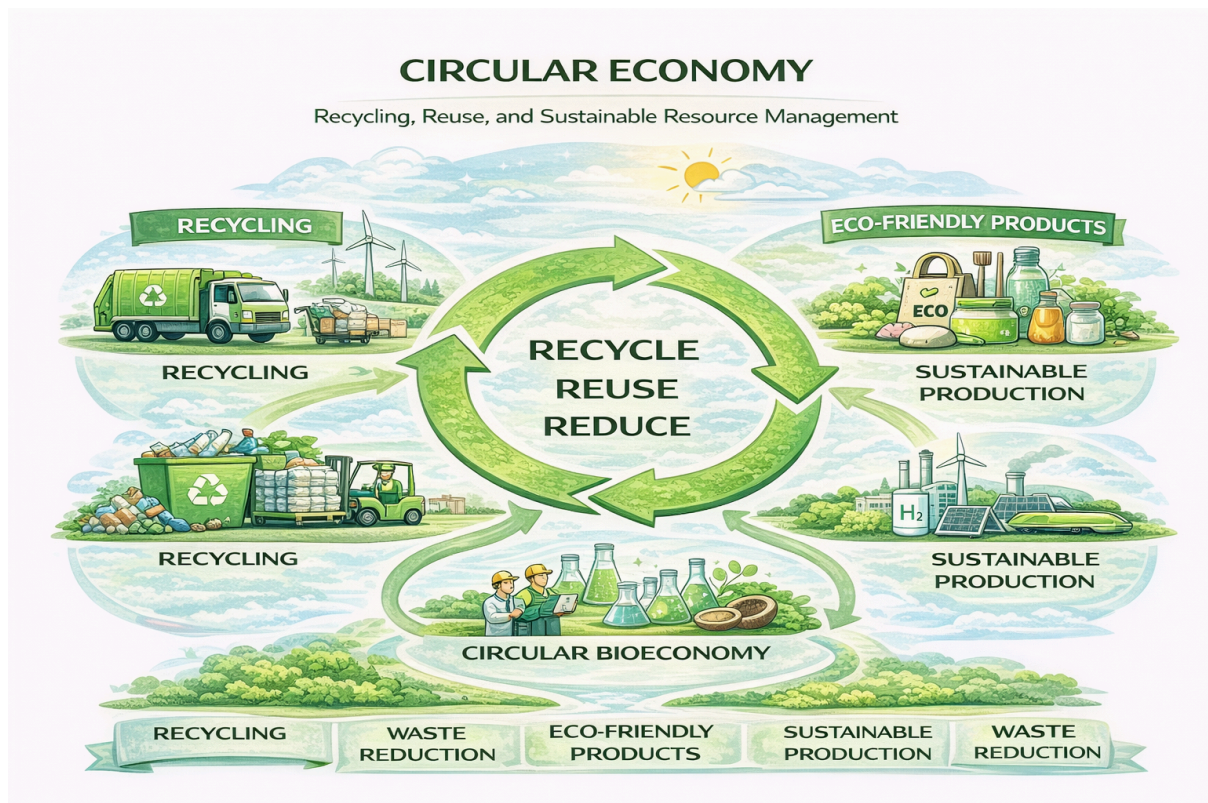 CIRCULAR ECONOMY
Recycling, Reuse, and Sustainable Resource Management
RECYCLING
ECO-FRIENDLY PRODUCTS
ECO
RECYCLE
REUSE
REDUCE
RECYCLING
SUSTAINABLE
PRODUCTION
H₂
RECYCLING
SUSTAINABLE
PRODUCTION
CIRCULAR BIOECONOMY
RECYCLING
WASTE
REDUCTION
ECO-FRIENDLY
PRODUCTS
SUSTAINABLE
PRODUCTION
WASTE
REDUCTION